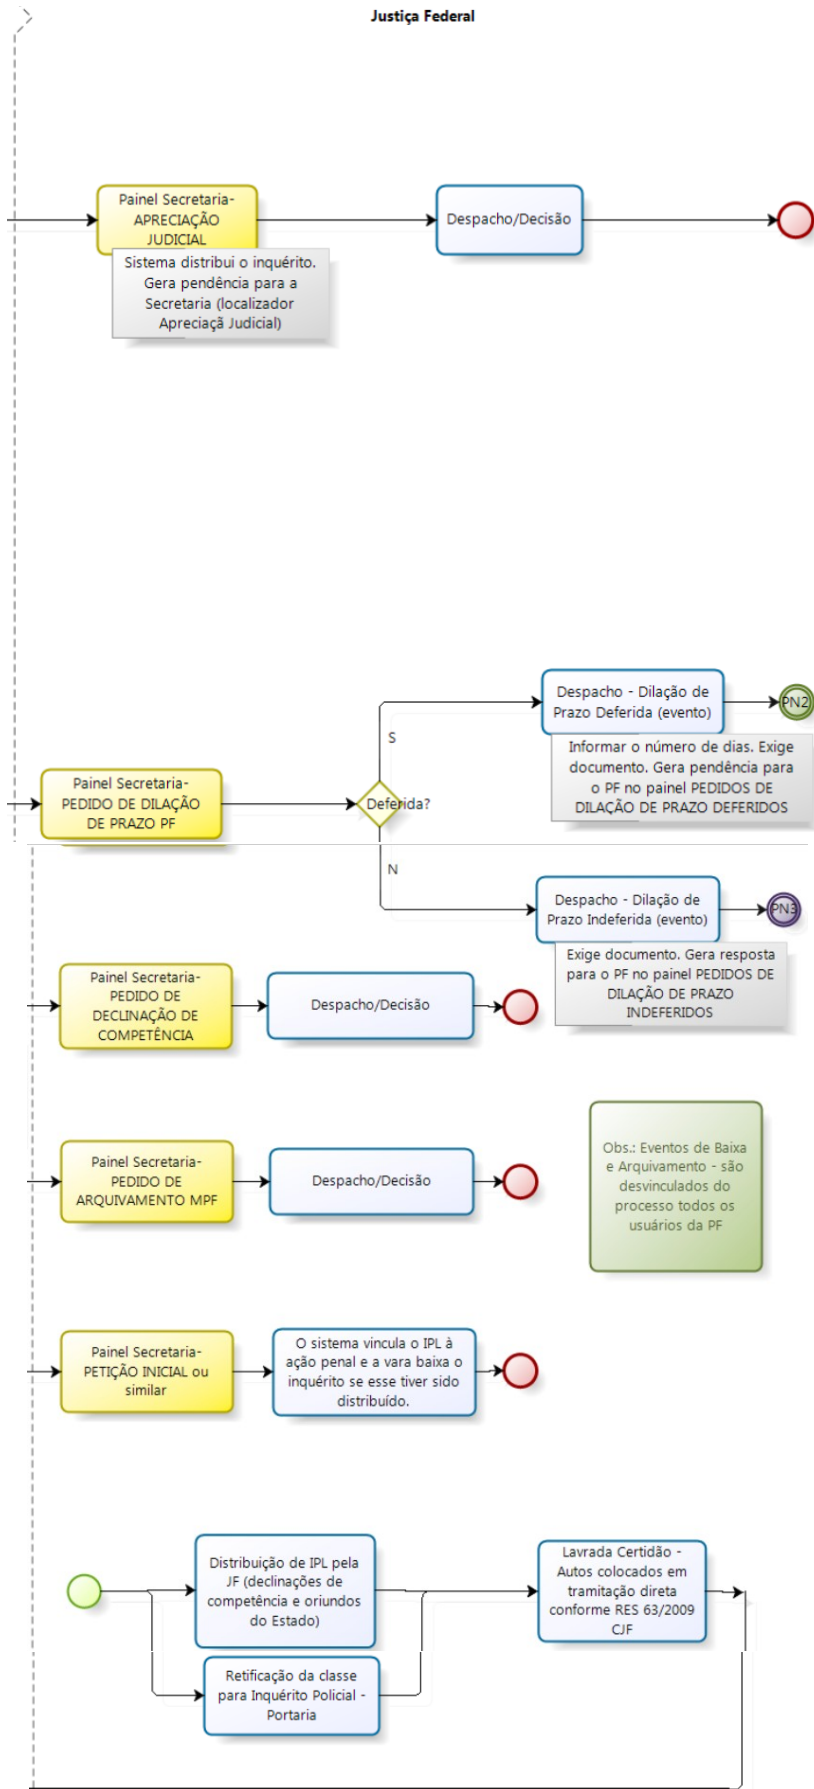 Justiça Federal
Painel Secretaria-
APRECIAÇÃO
JUDICIAL
Despacho/Decisão
Sistema distribui o inquérito.
Gera pendência para a
Secretaria (localizador
Apreciaçã Judicial)
Despacho - Dilação de
Prazo Deferida (evento)
PN2
S
Informar o número de dias. Exige
documento. Gera pendência para
o PF no painel PEDIDOS DE
DILAÇÃO DE PRAZO DEFERIDOS
Painel Secretaria-
PEDIDO DE DILAÇÃO
DE PRAZO PF
Deferida?
N
Despacho - Dilação de
Prazo Indeferida (evento)
PN3
Exige documento. Gera resposta
para o PF no painel PEDIDOS DE
DILAÇÃO DE PRAZO
INDEFERIDOS
Painel Secretaria-
PEDIDO DE
DECLINAÇÃO DE
COMPETÊNCIA
Despacho/Decisão
Painel Secretaria-
PEDIDO DE
ARQUIVAMENTO MPF
Despacho/Decisão
Obs.: Eventos de Baixa
e Arquivamento - são
desvinculados do
processo todos os
usuários da PF
Painel Secretaria-
PETIÇÃO INICIAL ou
similar
O sistema vincula o IPL à
ação penal e a vara baixa o
inquérito se esse tiver sido
distribuído.
Distribuição de IPL pela
JF (declinações de
competência e oriundos
do Estado)
Lavrada Certidão -
Autos colocados em
tramitação direta
conforme RES 63/2009
CJF
Retificação da classe
para Inquérito Policial -
Portaria